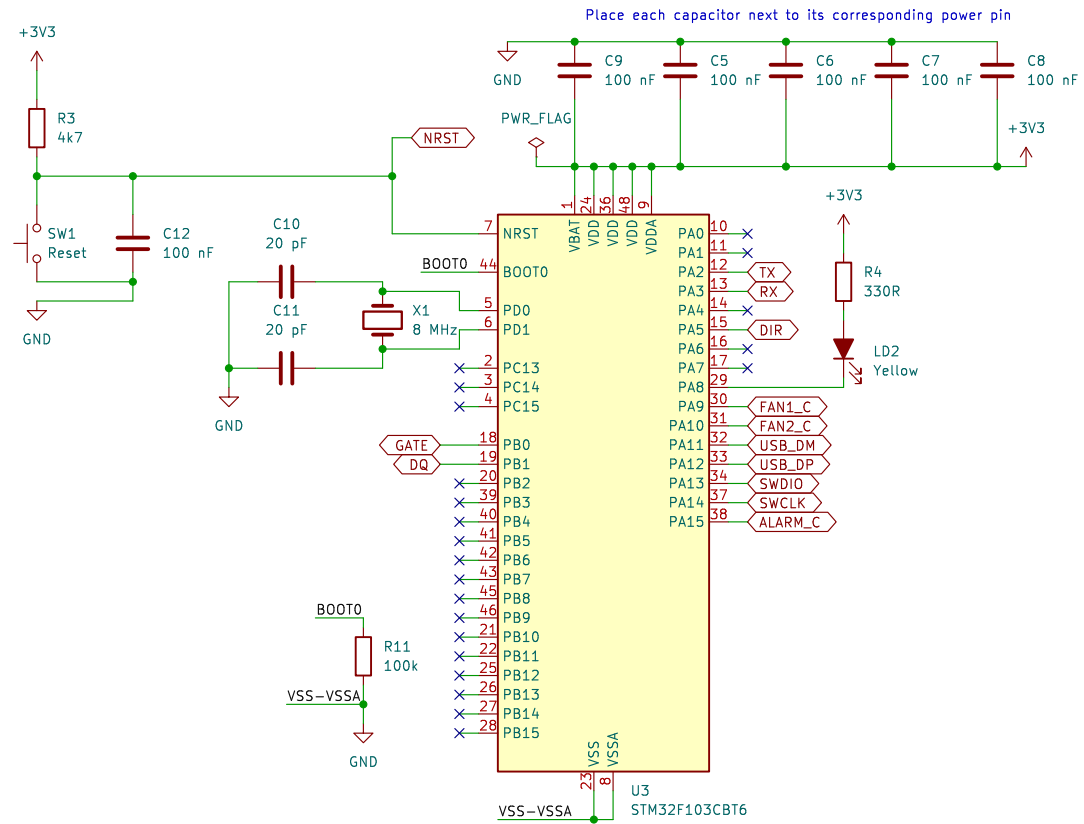 Place each capacitor next to its corresponding power pin
+3V3
R3
4k7
NRST
SW1
Reset
C12
100 nF
GND
GND
C9
100 nF
C5
100 nF
C6
100 nF
C7
100 nF
C8
100 nF
PWR_FLAG
+3V3
C10
20 pF
C11
20 pF
X1
8 MHz
GND
BOOT0
GATE
DQ
1 VBAT
24 VDD
36 VDD
48 VDD
9 VDDA
7 NRST
44 BOOT0
5 PD0
6 PD1
2 PC13
3 PC14
4 PC15
18 PB0
19 PB1
20 PB2
39 PB3
40 PB4
41 PB5
42 PB6
43 PB7
45 PB8
46 PB9
21 PB10
22 PB11
25 PB12
26 PB13
27 PB14
28 PB15
PA0 10
PA1 11
PA2 12 TX
PA3 13 RX
PA4 14
PA5 15 DIR
PA6 16
PA7 17
PA8 29
PA9 30 FAN1_C
PA10 31 FAN2_C
PA11 32 USB_DM
PA12 33 USB_DP
PA13 34 SWDIO
PA14 37 SWCLK
PA15 38 ALARM_C
+3V3
R4
330R
LD2
Yellow
BOOT0
R11
100k
VSS-VSSA
GND
VSS 23
VSSA 8
VSS-VSSA
U3
STM32F103CBT6